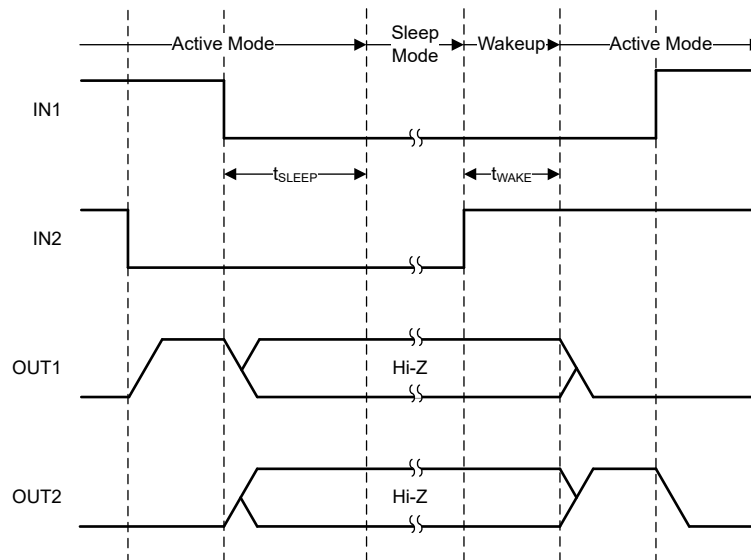 Active Mode
Sleep
Mode
Wakeup
Active Mode
IN1
tSLEEP
tWAKE
IN2
OUT1
Hi-Z
OUT2
Hi-Z